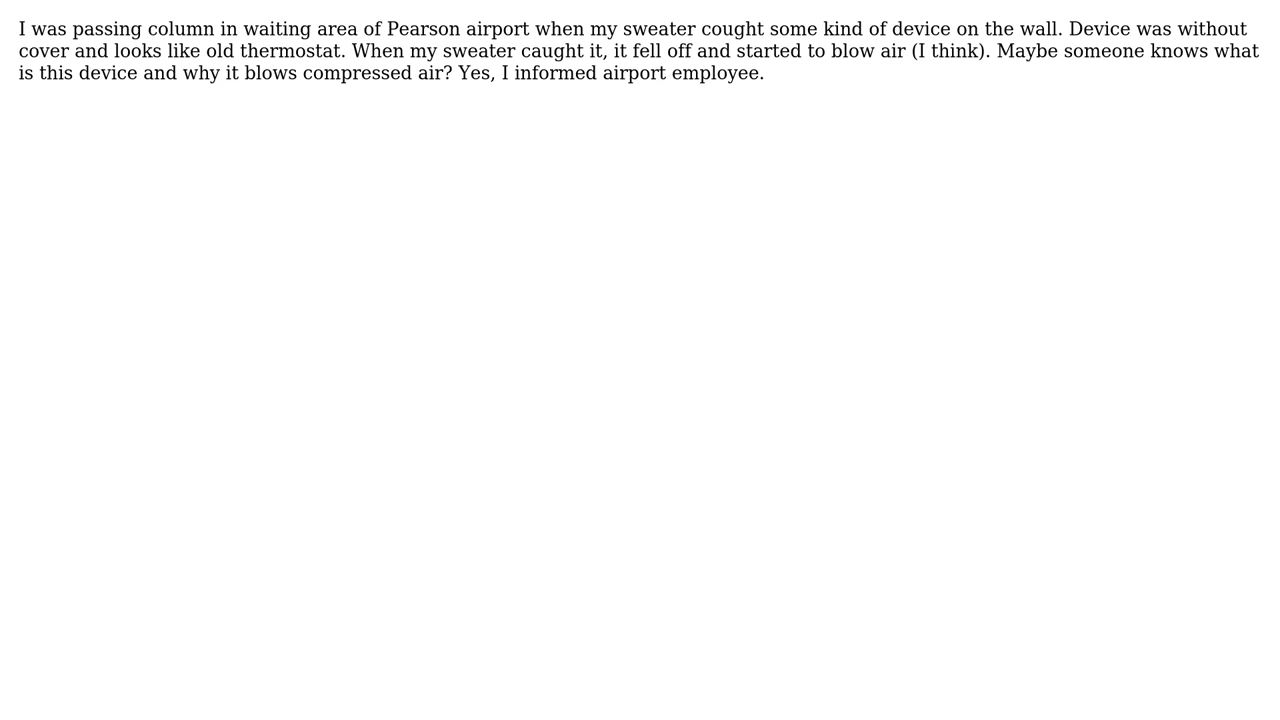 I was passing column in waiting area of Pearson airport when my sweater cought some kind of device on the wall. Device was without
cover and looks like old thermostat. When my sweater caught it, it fell off and started to blow air (I think). Maybe someone knows what
is this device and why it blows compressed air? Yes, I informed airport employee.